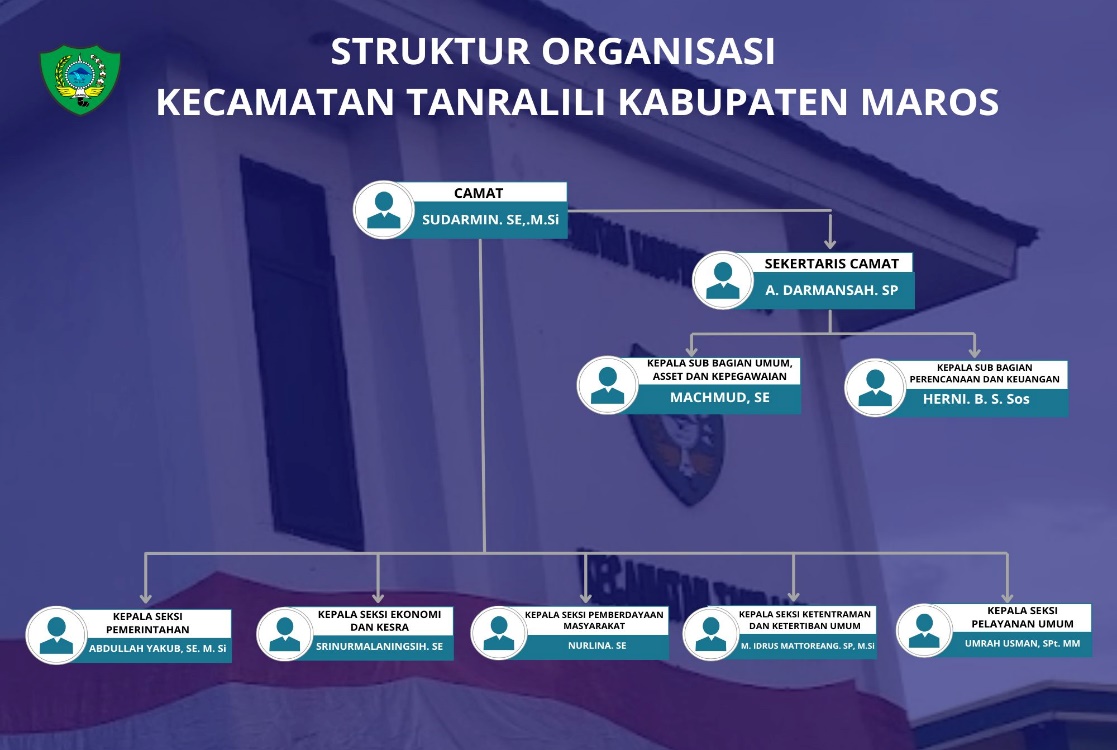 STRUKTUR ORGANISASI
KECAMATAN TANRALILI KABUPATEN MAROS
CAMAT
SUDARMIN. SE,.M.Si
SEKERTARIS CAMAT
A. DARMANSAH. SP
KEPALA SUB BAGIAN UMUM,
ASSET DAN KEPEGAWAIAN
MACHMUD, SE
KEPALA SUB BAGIAN
PERENCANAAN DAN KEUANGAN
HERNI. B. S. Sos
KEPALA SEKSI
PEMERINTAHAN
ABDULLAH YAKUB, SE. M. Si
KEPALA SEKSI EKONOMI
DAN KESRA
SRINURMALANINGSIH. SE
KEPALA SEKSI PEMBERDAYAAN
MASYARAKAT
NURLINA. SE
KEPALA SEKSI KETENTRAMAN
DAN KETERTIBAN UMUM
M. IDRUS MATTOREANG. SP, M.Si
KEPALA SEKSI
PELAYANAN UMUM
UMRAH USMAN, SPt. MM